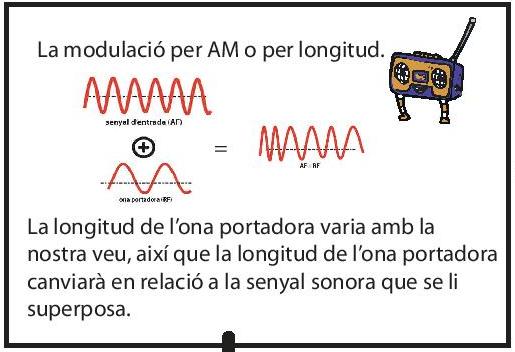 La modulació per AM o per longitud.
senyal d'entrada (AF)
=
ona portadora (RF)
AF+RF
La longitud de l'ona portadora varia amb la
nostra veu, així que la longitud de l'ona portadora
canviarà en relació a la senyal sonora que se li
superposa.